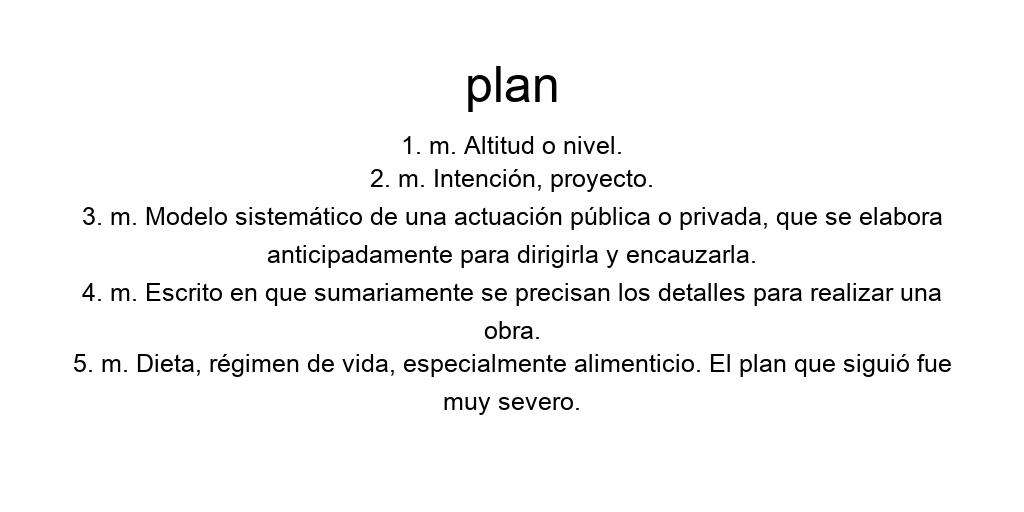 plan
1. m. Altitud o nivel.
2. m. Intención, proyecto.
3. m. Modelo sistemático de una actuación pública o privada, que se elabora
anticipadamente para dirigirla y encauzarla.
4. m. Escrito en que sumariamente se precisan los detalles para realizar una
obra.
5. m. Dieta, régimen de vida, especialmente alimenticio. El plan que siguió fue
muy severo.